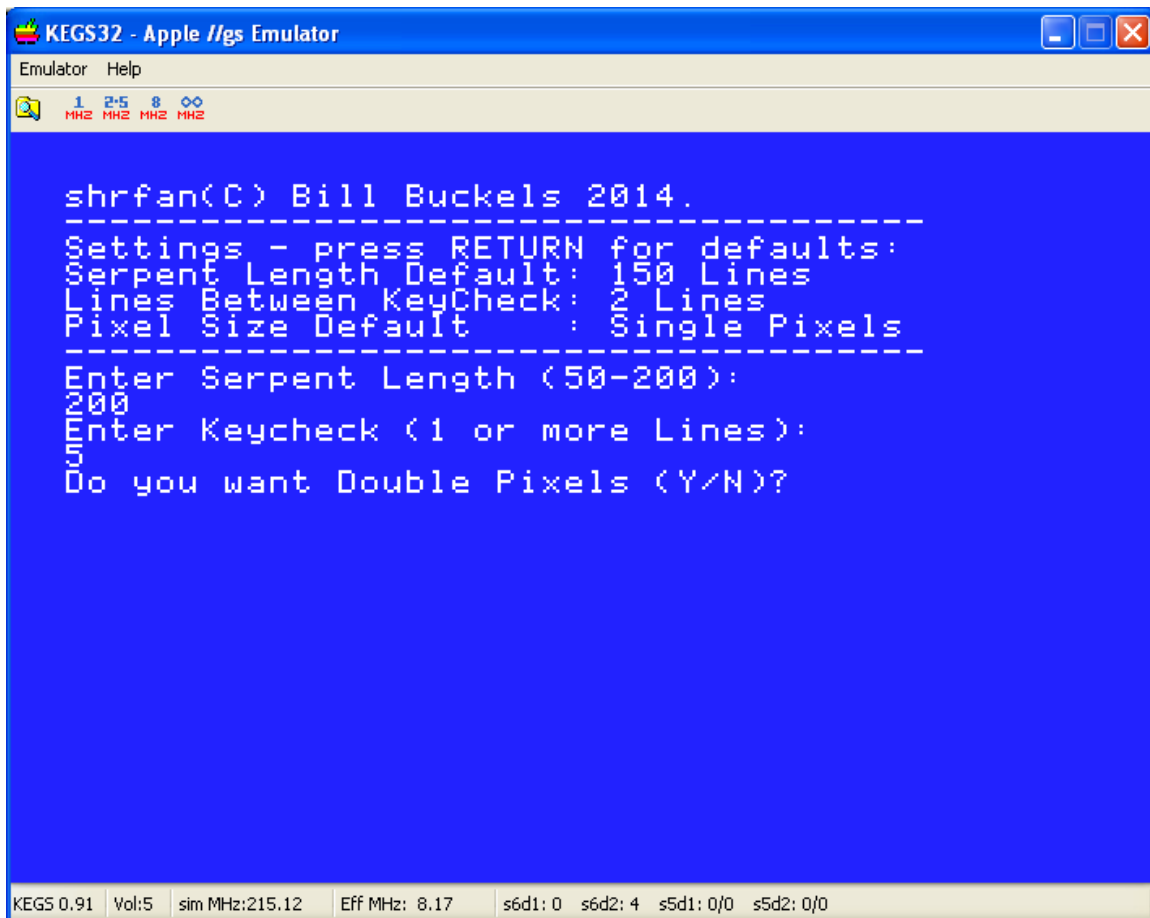 KEGS32 - Apple //gs Emulator
Emulator Help
1 MHZ 2·5 MHZ 8 MHZ ∞ MHZ
shrfan(C) Bill Buckels 2014.
---------------------------------------
Settings - press RETURN for defaults:
Serpent Length Default: 150 Lines
Lines Between KeyCheck: 2 Lines
Pixel Size Default    : Single Pixels
---------------------------------------
Enter Serpent Length (50-200):
200
Enter Keycheck (1 or more Lines):
5
Do you want Double Pixels (Y/N)?
KEGS 0.91 Vol:5 sim MHz:215.12 Eff MHz: 8.17 s6d1: 0 s6d2: 4 s5d1: 0/0 s5d2: 0/0